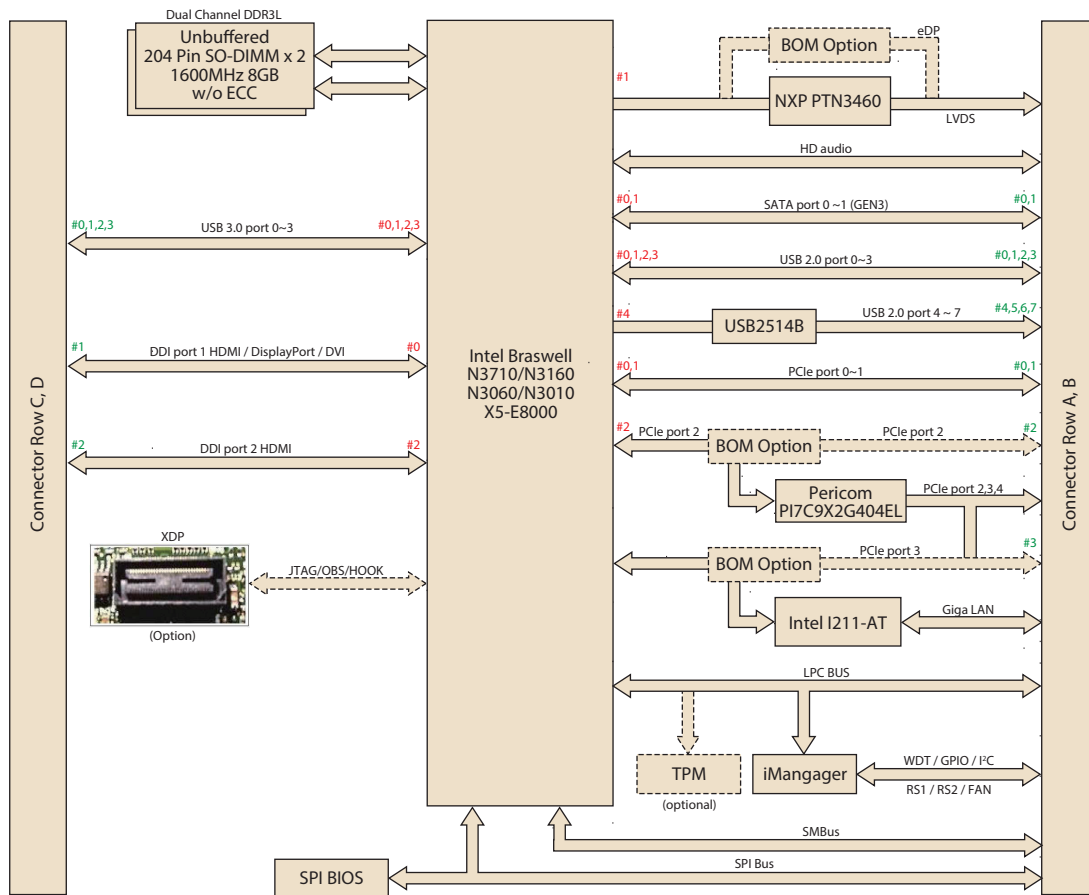 Dual Channel DDR3L
Unbuffered
204 Pin SO-DIMM x 2
1600MHz 8GB
w/o ECC
Connector Row C, D
#0,1,2,3
USB 3.0 port 0~3
#0,1,2,3
#1
DDI port 1 HDMI / DisplayPort / DVI
#0
#2
DDI port 2 HDMI
#2
XDP
JTAG/OBS/HOOK
(Option)
Intel Braswell
N3710/N3160
N3060/N3010
X5-E8000
#1
BOM Option
eDP
NXP PTN3460
LVDS
HD audio
#0,1
SATA port 0 ~1 (GEN3)
#0,1
#0,1,2,3
USB 2.0 port 0~3
#0,1,2,3
#4
USB2514B
USB 2.0 port 4 ~ 7
#4,5,6,7
#0,1
PCIe port 0~1
#0,1
#2
PCIe port 2
BOM Option
PCIe port 2
#2
Pericom
PI7C9X2G404EL
PCIe port 2,3,4
BOM Option
PCIe port 3
#3
Intel I211-AT
Giga LAN
LPC BUS
TPM
(optional)
iMangager
WDT / GPIO / I²C
RS1 / RS2 / FAN
SMBus
SPI BIOS
SPI Bus
Connector Row A, B